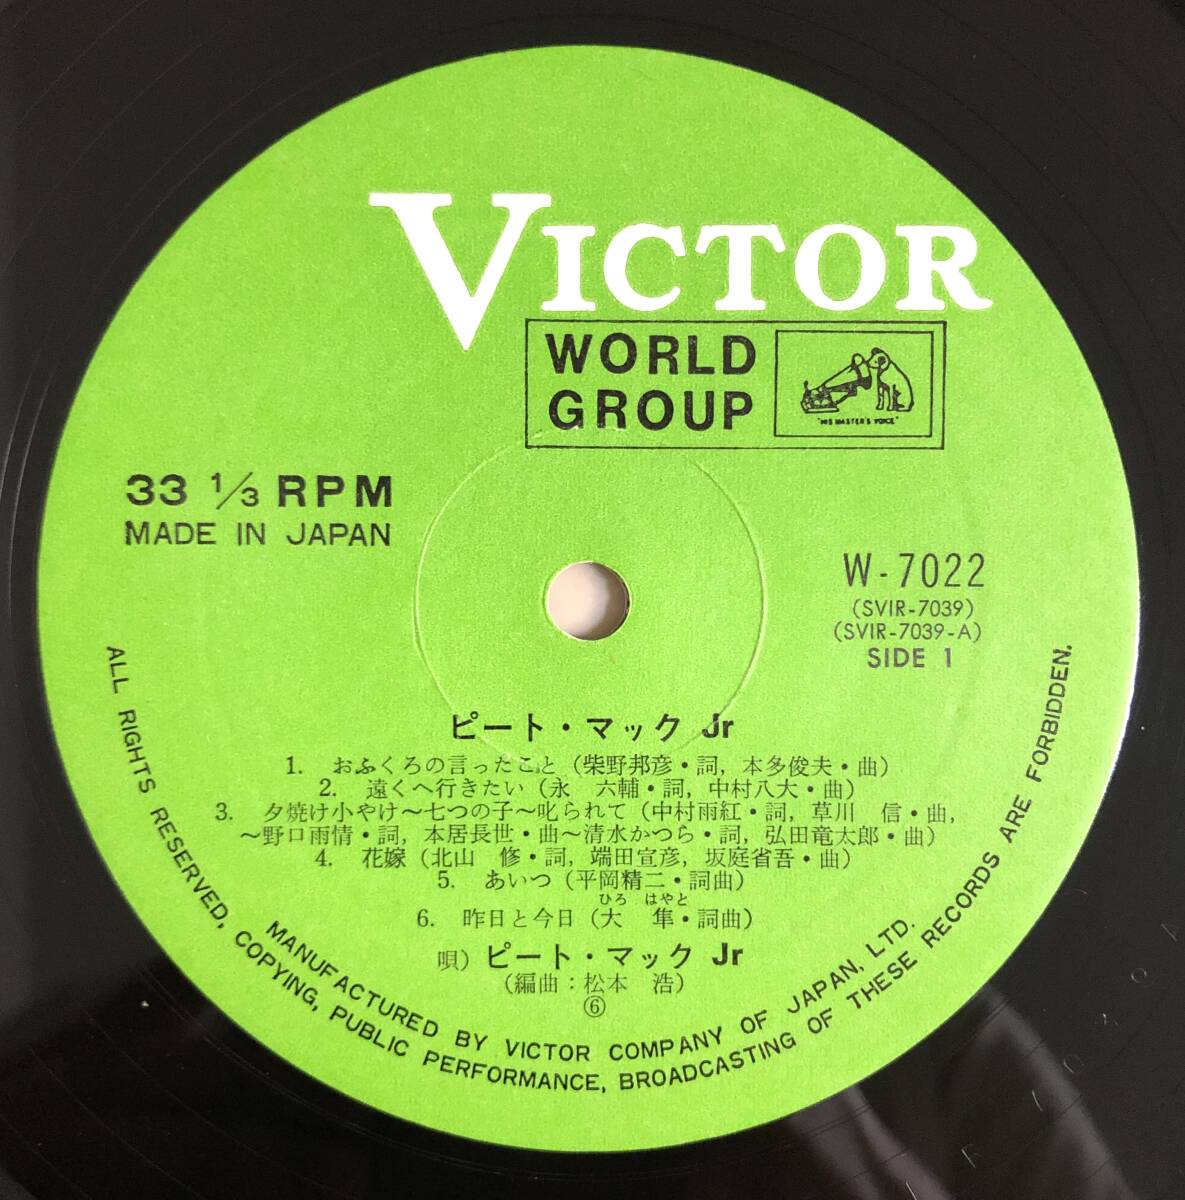 VICTOR
WORLD
GROUP
"HIS MASTER'S VOICE"
33 1/3 RPM
MADE IN JAPAN
W-7022
(SVIR-7039)
(SVIR-7039-A)
SIDE 1
ピート・マック Jr
1. おふくろの言ったこと（柴野邦彦・詞，本多俊夫・曲）
2. 遠くへ行きたい（永　六輔・詞，中村八大・曲）
3. 夕焼け小やけ～七つの子～叱られて（中村雨紅・詞，草川　信・曲，
～野口雨情・詞，本居長世・曲～清水かつら・詞，弘田竜太郎・曲）
4. 花嫁（北山　修・詞，端田宣彦，坂庭省吾・曲）
5. あいつ（平岡精二・詞曲）
ひろ　はやと
6. 昨日と今日（大　隼・詞曲）
唄）ピート・マック Jr
（編曲：松本　浩）
⑥
MANUFACTURED BY VICTOR COMPANY OF JAPAN, LTD.
ALL RIGHTS RESERVED, COPYING, PUBLIC PERFORMANCE, BROADCASTING OF THESE RECORDS ARE FORBIDDEN.